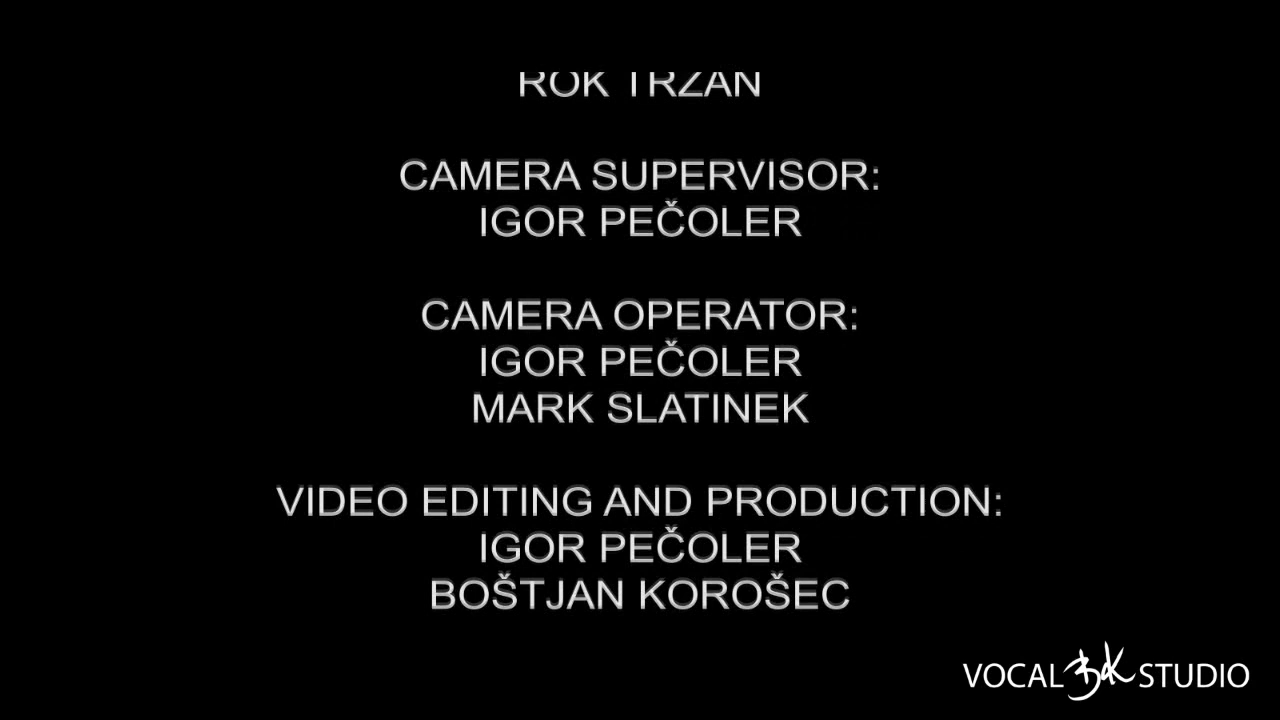 ROK TRZAN
CAMERA SUPERVISOR:
IGOR PEČOLER
CAMERA OPERATOR:
IGOR PEČOLER
MARK SLATINEK
VIDEO EDITING AND PRODUCTION:
IGOR PEČOLER
BOŠTJAN KOROŠEC
VOCAL BK STUDIO